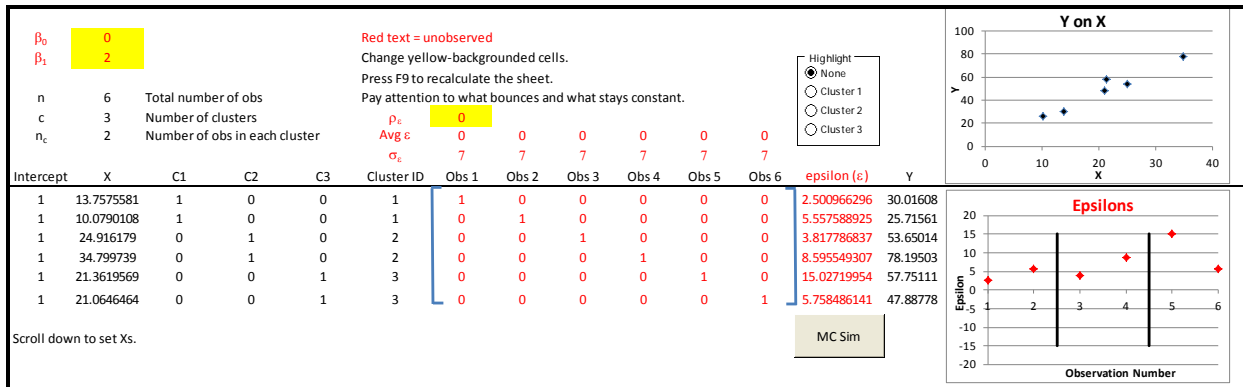 β0 0 Red text = unobserved
β1 2 Change yellow-backgrounded cells.
Press F9 to recalculate the sheet.
n 6 Total number of obs Pay attention to what bounces and what stays constant.
c 3 Number of clusters ρε 0
nc 2 Number of obs in each cluster Avg ε 0 0 0 0 0 0
σε 7 7 7 7 7 7
Highlight
None
Cluster 1
Cluster 2
Cluster 3
Intercept X C1 C2 C3 Cluster ID Obs 1 Obs 2 Obs 3 Obs 4 Obs 5 Obs 6 epsilon (ε) Y
1 13.7575581 1 0 0 1 1 0 0 0 0 0 2.500966296 30.01608
1 10.0790108 1 0 0 1 0 1 0 0 0 0 5.557588925 25.71561
1 24.916179 0 1 0 2 0 0 1 0 0 0 3.817786837 53.65014
1 34.799739 0 1 0 2 0 0 0 1 0 0 8.595549307 78.19503
1 21.3619569 0 0 1 3 0 0 0 0 1 0 15.02719954 57.75111
1 21.0646464 0 0 1 3 0 0 0 0 0 1 5.758486141 47.88778
Scroll down to set Xs.
MC Sim
Y on X
100
80
60
40
20
0
Y
0 10 20 30 40
X
Epsilons
20
15
10
5
0
-5
-10
-15
-20
Epsilon
1 2 3 4 5 6
Observation Number